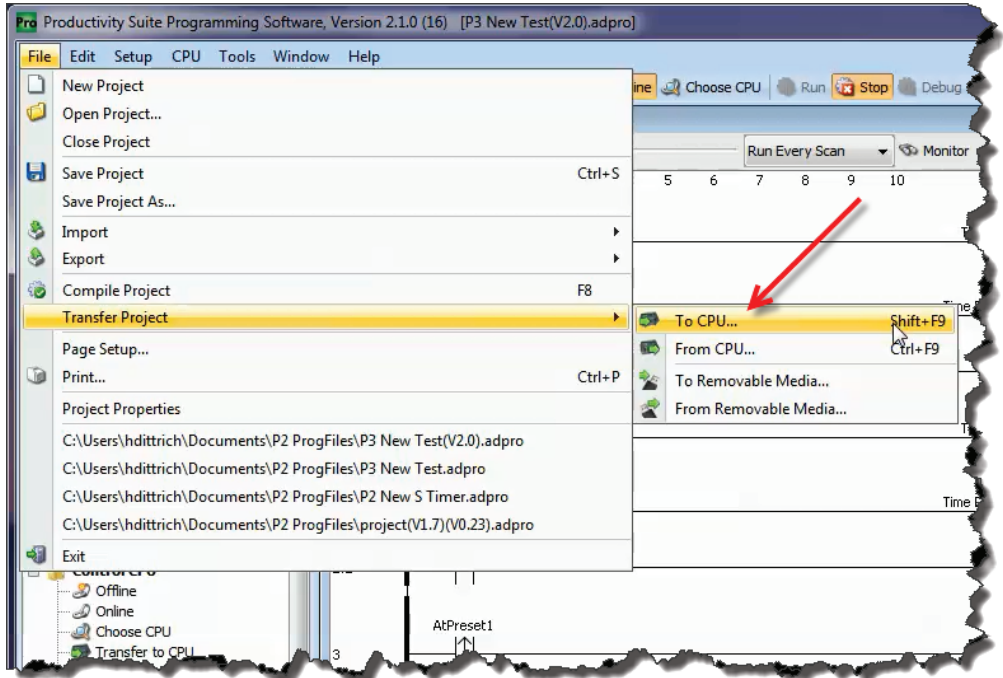 Pro Productivity Suite Programming Software, Version 2.1.0 (16) [P3 New Test(V2.0).adpro]
File Edit Setup CPU Tools Window Help
New Project
ine Choose CPU Run Stop Debug
Open Project...
Close Project
Run Every Scan Monitor
Save Project Ctrl+S
5 6 7 8 9 10
Save Project As...
Import
Export
Compile Project F8
Transfer Project
To CPU... Shift+F9
From CPU... Ctrl+F9
To Removable Media...
From Removable Media...
Page Setup...
Print... Ctrl+P
Project Properties
C:\Users\hdittrich\Documents\P2 ProgFiles\P3 New Test(V2.0).adpro
C:\Users\hdittrich\Documents\P2 ProgFiles\P3 New Test.adpro
C:\Users\hdittrich\Documents\P2 ProgFiles\P2 New S Timer.adpro
Time
C:\Users\hdittrich\Documents\P2 ProgFiles\project(V1.7)(V0.23).adpro
Exit
Offline
Online
Choose CPU
AtPreset1
Transfer to CPU
3